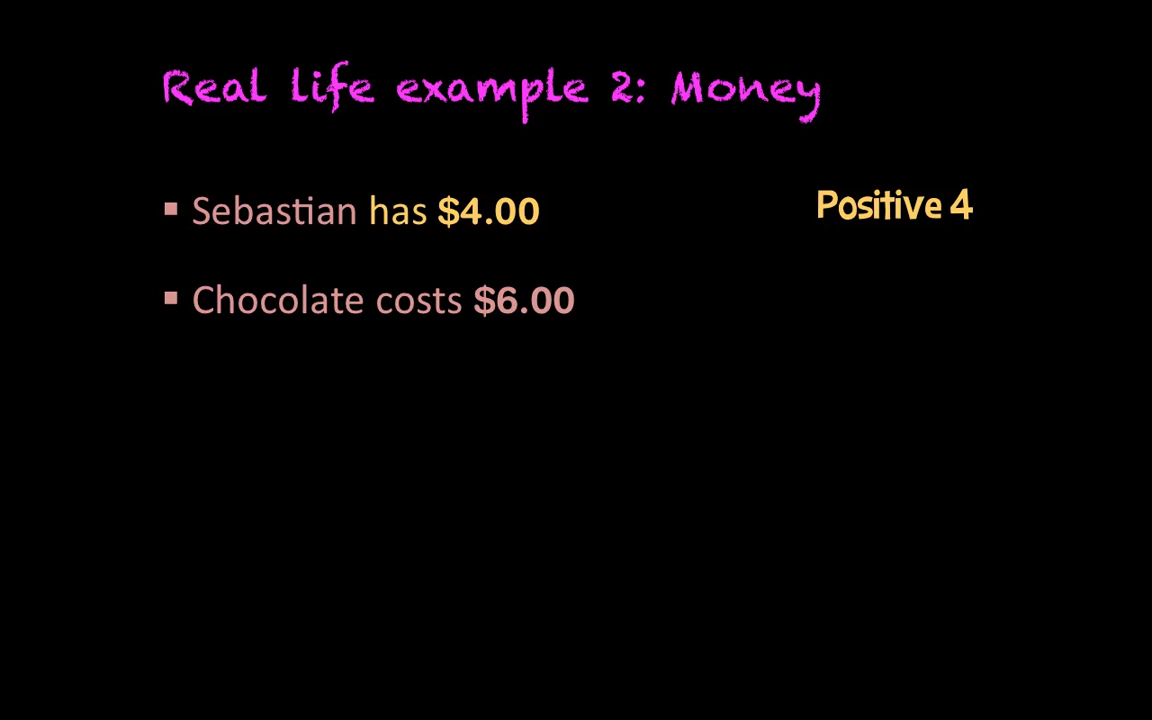 Real life example 2: Money
▪ Sebastian has $4.00
Positive 4
▪ Chocolate costs $6.00